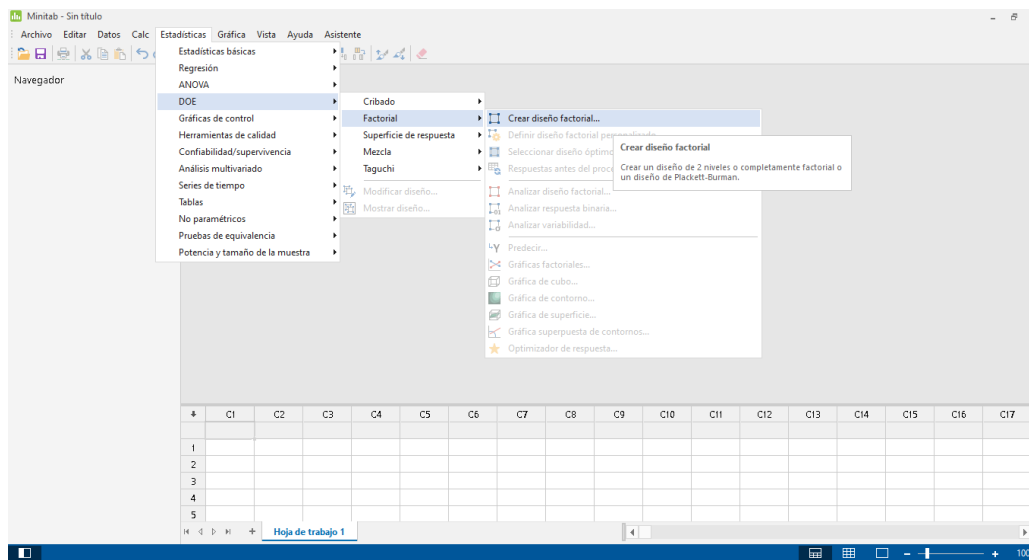 Minitab - Sin título
Archivo Editar Datos Calc Estadísticas Gráfica Vista Ayuda Asistente
Navegador
Estadísticas básicas
Regresión
ANOVA
DOE
Gráficas de control
Herramientas de calidad
Confiabilidad/supervivencia
Análisis multivariado
Series de tiempo
Tablas
No paramétricos
Pruebas de equivalencia
Potencia y tamaño de la muestra
Cribado
Factorial
Superficie de respuesta
Mezcla
Taguchi
Modificar diseño...
Mostrar diseño...
Crear diseño factorial...
Definir diseño factorial personalizado...
Seleccionar diseño óptimo
Respuestas antes del
Analizar diseño factorial...
Analizar respuesta binaria...
Analizar variabilidad...
Predecir...
Gráficas factoriales...
Gráfica de cubo...
Gráfica de contorno...
Gráfica de superficie...
Gráfica superpuesta de contornos...
Optimizador de respuesta...
Crear diseño factorial
Crear un diseño de 2 niveles o completamente factorial o
un diseño de Plackett-Burman.
C1 C2 C3 C4 C5 C6 C7 C8 C9 C10 C11 C12 C13 C14 C15 C16 C17
1
2
3
4
5
Hoja de trabajo 1
100